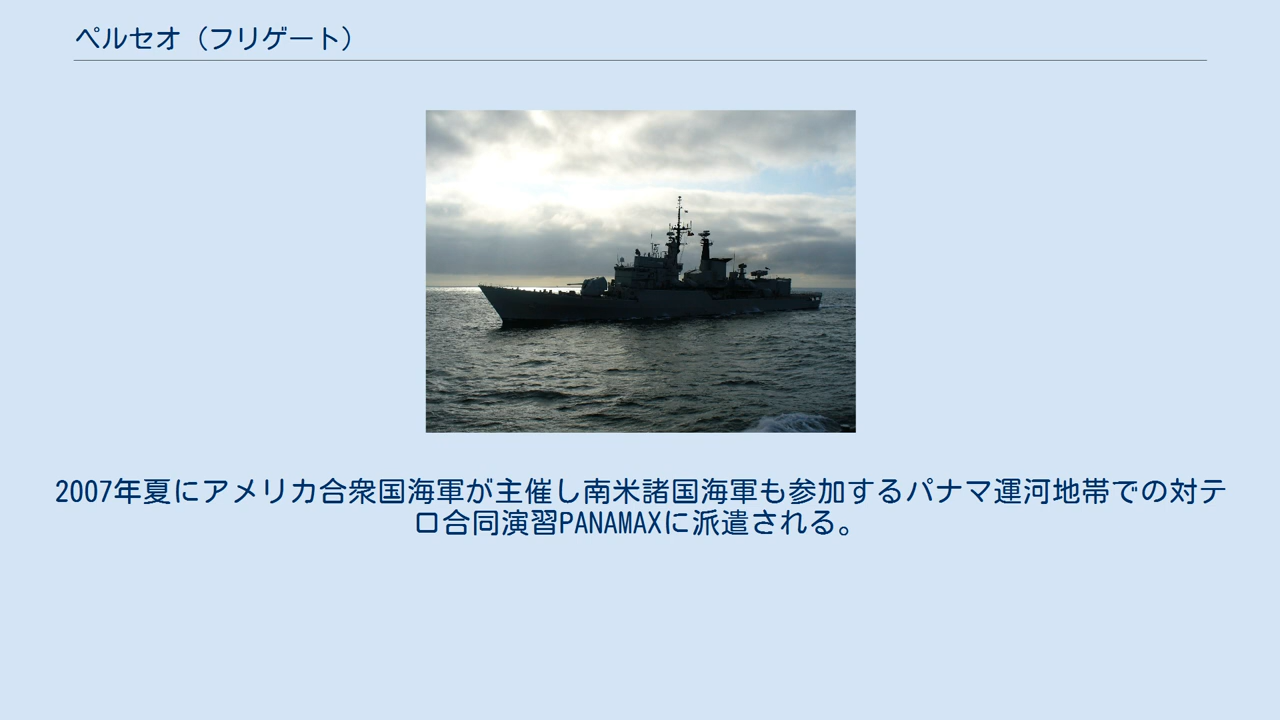 ペルセオ（フリゲート）
2007年夏にアメリカ合衆国海軍が主催し南米諸国海軍も参加するパナマ運河地帯での対テ
ロ合同演習PANAMAXに派遣される。